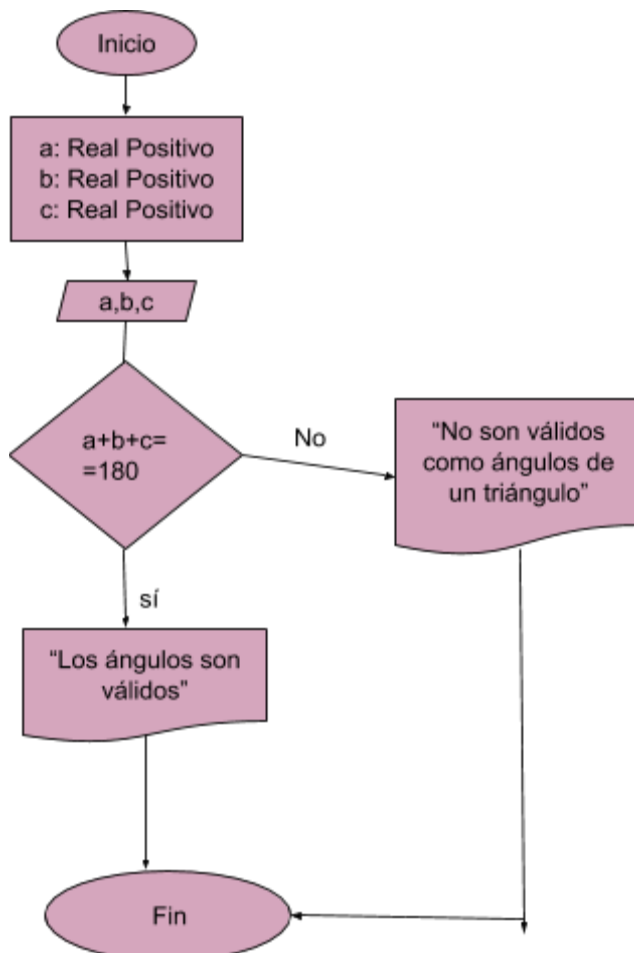 Inicio
a: Real Positivo
b: Real Positivo
c: Real Positivo
a,b,c
a+b+c=
=180
No
“No son válidos
como ángulos de
un triángulo”
sí
“Los ángulos son
válidos”
Fin